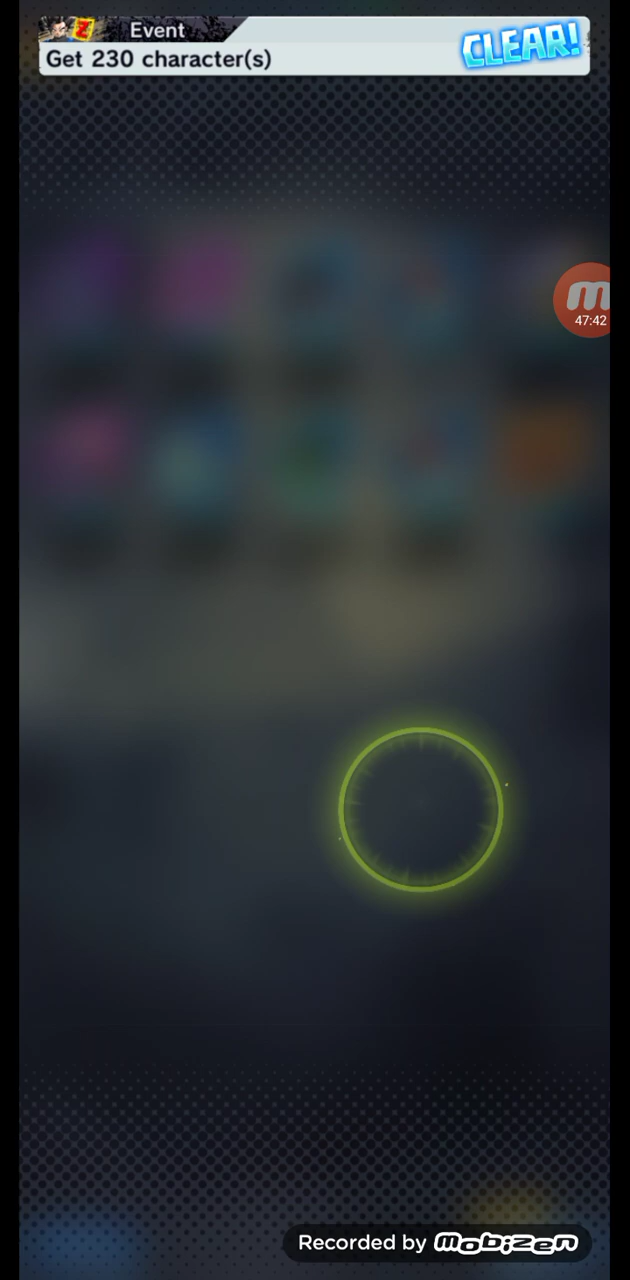 Z
Event
Get 230 character(s)
CLEAR!
m
47:42
Recorded by mobizen